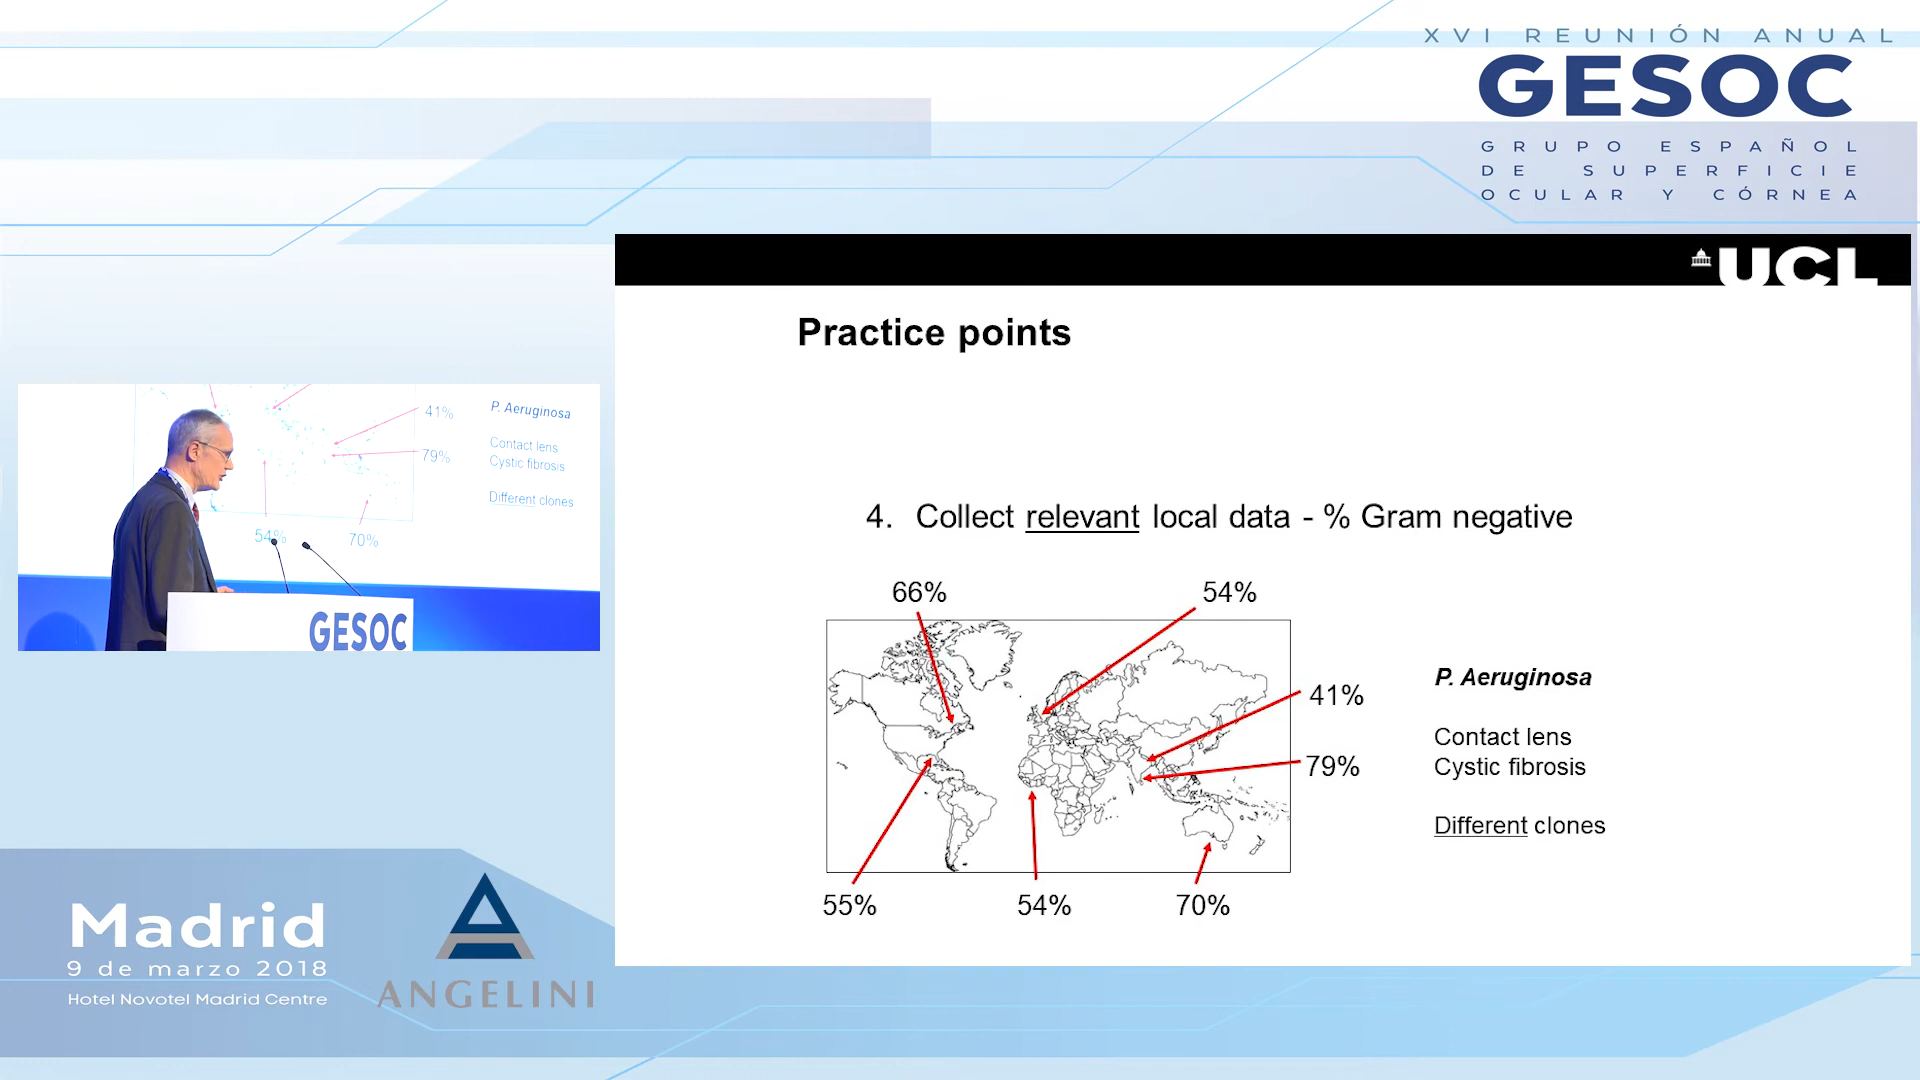 XVI REUNIÓN ANUAL
GESOC
GRUPO ESPAÑOL
DE SUPERFICIE
OCULAR Y CÓRNEA
UCL
Practice points
4. Collect relevant local data - % Gram negative
66%
54%
41%
79%
55%
54%
70%
P. Aeruginosa
Contact lens
Cystic fibrosis
Different clones
41%
79%
54%
70%
P. Aeruginosa
Contact lens
Cystic fibrosis
Different clones
GESOC
Madrid
9 de marzo 2018
Hotel Novotel Madrid Centre
ANGELINI